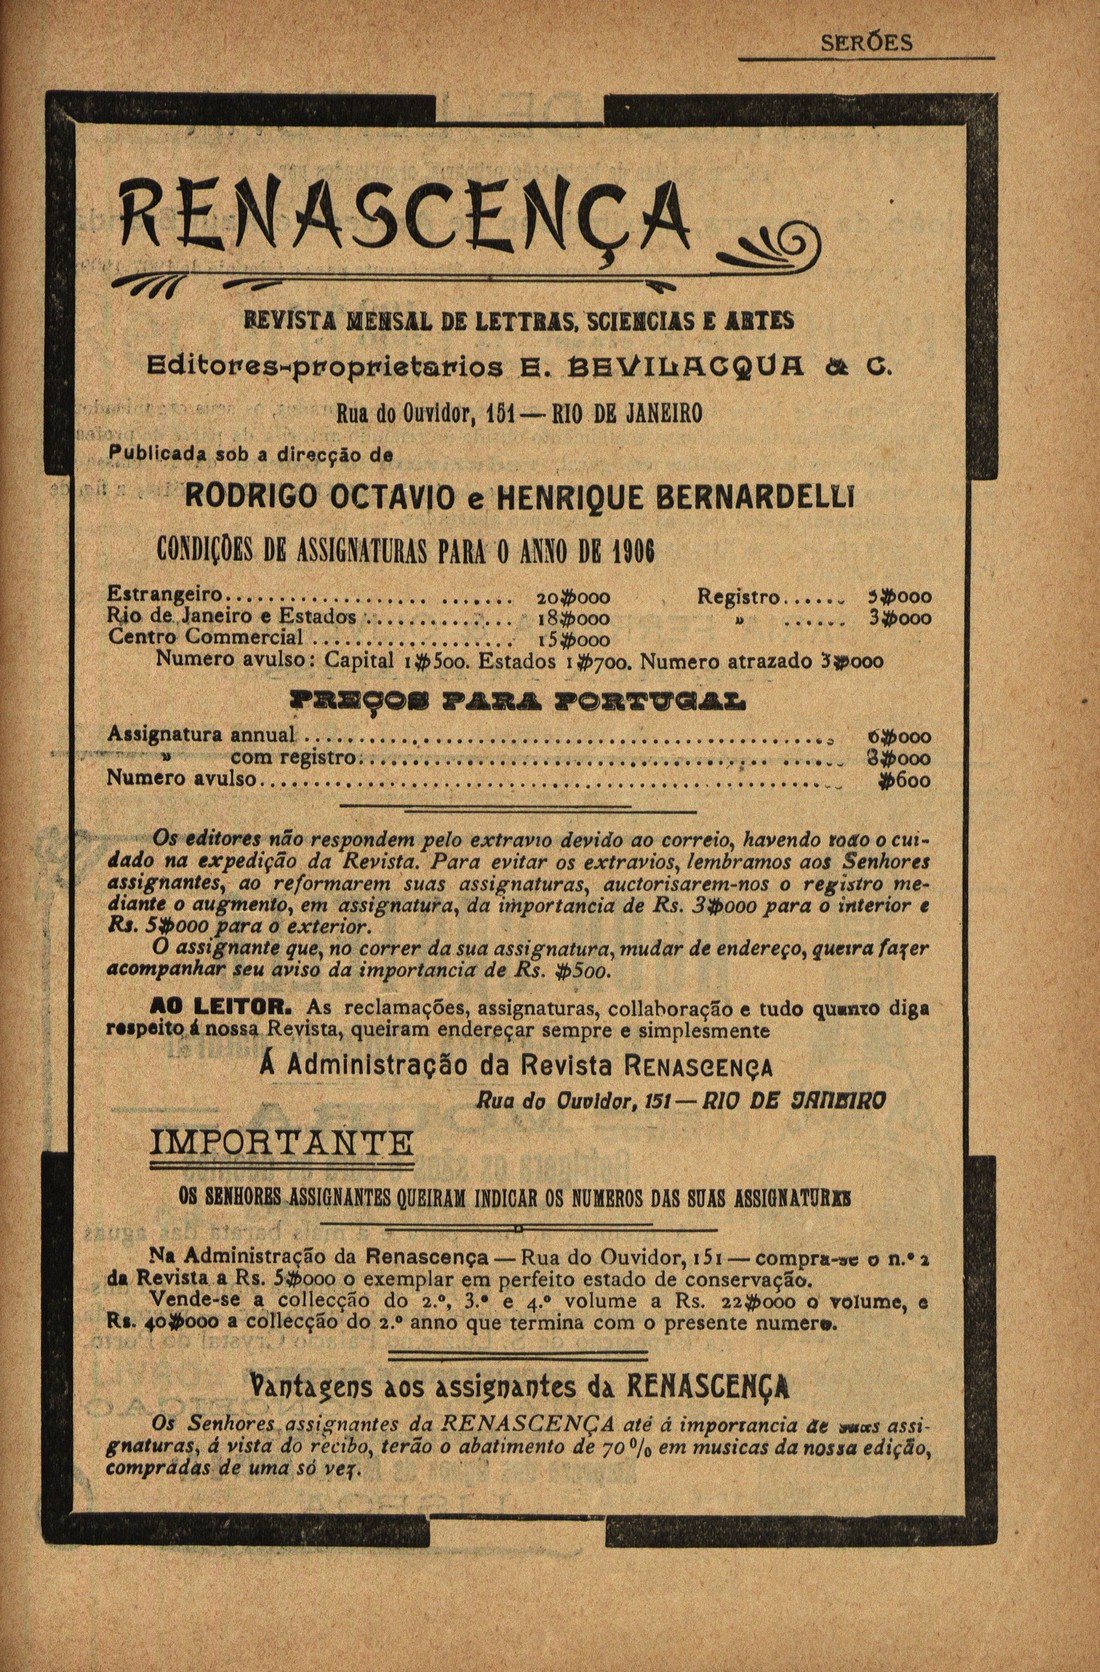 SERÕES
RENASCENÇA
REVISTA MENSAL DE LETTRAS, SCIENCIAS E ARTES
Editores-proprietarios E. BEVILACQUA & C.
Rua do Ouvidor, 151 — RIO DE JANEIRO
Publicada sob a direcção de
RODRIGO OCTAVIO e HENRIQUE BERNARDELLI
CONDIÇÕES DE ASSIGNATURAS PARA O ANNO DE 1906
Estrangeiro.................. ....... 20$000 Registro...... 5$000
Rio de Janeiro e Estados .............. 18$000 » ...... 3$000
Centro Commercial ................... 15$000
Numero avulso: Capital 1$500. Estados 1$700. Numero atrazado 3$000
PREÇOS PARA PORTUGAL
Assignatura annual .................................................. 6$000
» com registro............................................ 8$000
Numero avulso...................................................... $600
Os editores não respondem pelo extravio devido ao correio, havendo todo o cui-
dado na expedição da Revista. Para evitar os extravios, lembramos aos Senhores
assignantes, ao reformarem suas assignaturas, auctorisarem-nos o registro me-
diante o augmento, em assignatura, da importancia de Rs. 3$000 para o interior e
Rs. 5$000 para o exterior.
O assignante que, no correr da sua assignatura, mudar de endereço, queira fazer
acompanhar seu aviso da importancia de Rs. $500.
AO LEITOR. As reclamações, assignaturas, collaboração e tudo quanto diga
respeito á nossa Revista, queiram endereçar sempre e simplesmente
Á Administração da Revista RENASCENÇA
Rua do Ouvidor, 151 — RIO DE JANEIRO
IMPORTANTE
OS SENHORES ASSIGNANTES QUEIRAM INDICAR OS NUMEROS DAS SUAS ASSIGNATURAS
Na Administração da Renascença — Rua do Ouvidor, 151 — compra-se o n.º 2
da Revista a Rs. 5$000 o exemplar em perfeito estado de conservação.
Vende-se a collecção do 2.º, 3.º e 4.º volume a Rs. 22$000 o volume, e
Rs. 40$000 a collecção do 2.º anno que termina com o presente numero.
Vantagens aos assignantes da RENASCENÇA
Os Senhores assignantes da RENASCENÇA até á importancia de suas assi-
gnaturas, á vista do recibo, terão o abatimento de 70 % em musicas da nossa edição,
compradas de uma só vez.